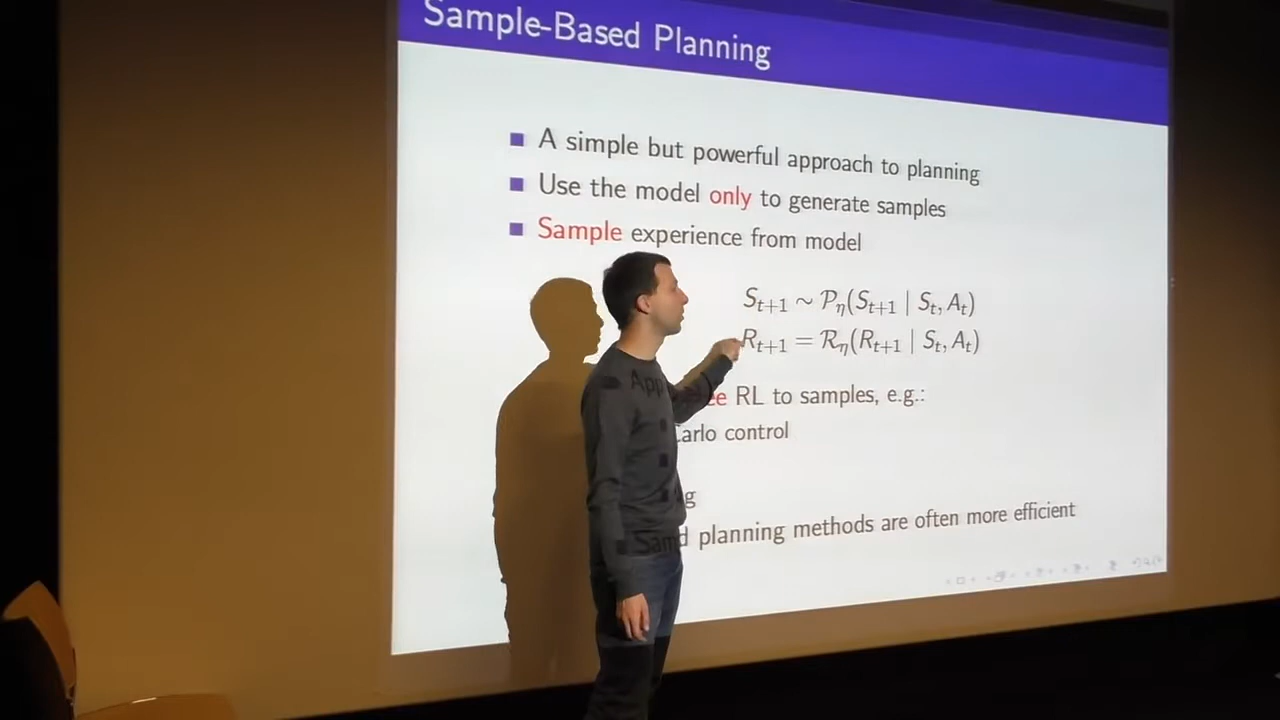 Sample-Based Planning
A simple but powerful approach to planning
Use the model only to generate samples
Sample experience from model
S_{t+1} ∼ P_η(S_{t+1} | S_t, A_t)
R_{t+1} = R_η(R_{t+1} | S_t, A_t)
App RL to samples, e.g.:
Carlo control
planning methods are often more efficient